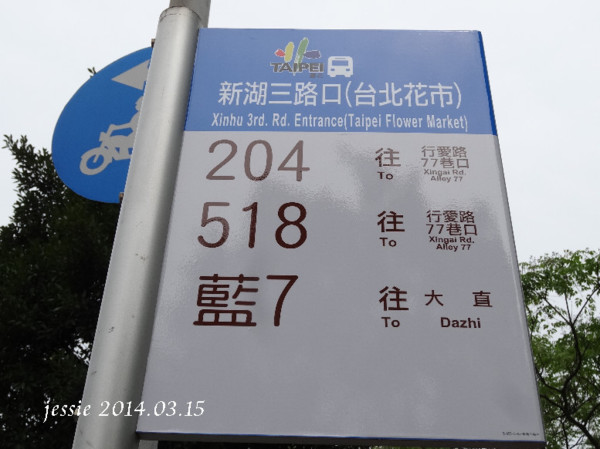 TAIPEI
新湖三路口(台北花市)
Xinhu 3rd. Rd. Entrance(Taipei Flower Market)
204 往 To 行愛路 77巷口 Xingai Rd. Alley 77
518 往 To 行愛路 77巷口 Xingai Rd. Alley 77
藍7 往 To 大直 Dazhi
jessie 2014.03.15